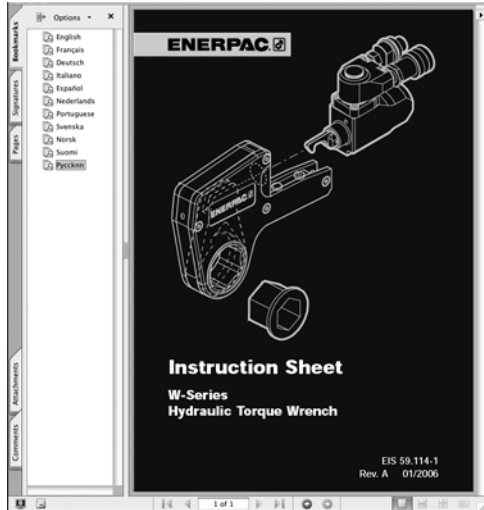 Options
Bookmarks
Signatures
Pages
Attachments
Comments
English
Français
Deutsch
Italiano
Español
Nederlands
Portuguese
Svenska
Norsk
Suomi
Русский
ENERPAC
ENERPAC
Instruction Sheet
W-Series
Hydraulic Torque Wrench
EIS 59.114-1
Rev. A 01/2006
1 of 1